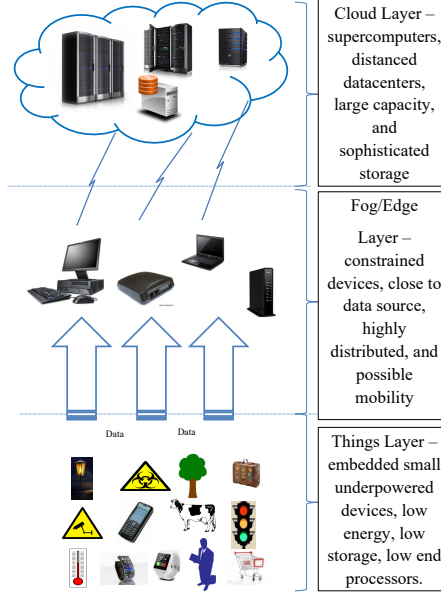 Cloud Layer –
supercomputers,
distanced
datacenters,
large capacity,
and
sophisticated
storage
Fog/Edge
Layer –
constrained
devices, close to
data source,
highly
distributed, and
possible
mobility
Data Data
Things Layer –
embedded small
underpowered
devices, low
energy, low
storage, low end
processors.